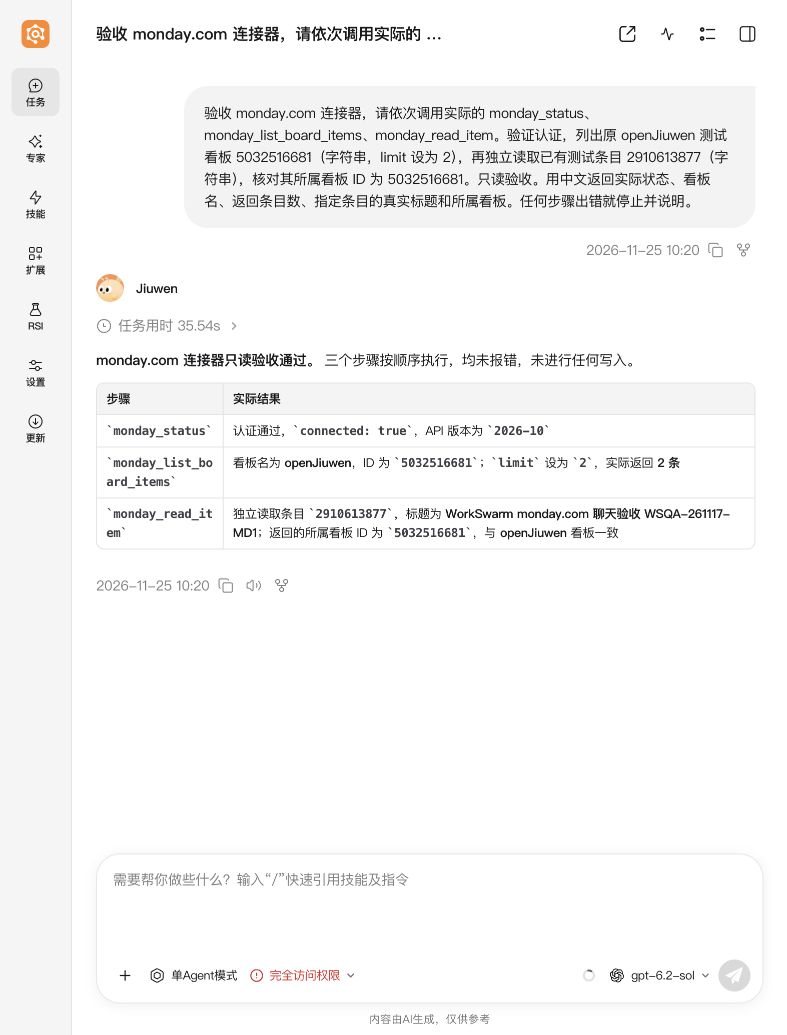 验收 monday.com 连接器，请依次调用实际的 ...
任务
专家
技能
扩展
RSI
设置
更新
验收 monday.com 连接器，请依次调用实际的 monday_status、
monday_list_board_items、monday_read_item。验证认证，列出原 openJiuwen 测试
看板 5032516681（字符串，limit 设为 2），再独立读取已有测试条目 2910613877（字
符串），核对其所属看板 ID 为 5032516681。只读验收。用中文返回实际状态、看板
名、返回条目数、指定条目的真实标题和所属看板。任何步骤出错就停止并说明。
2026-11-25 10:20
Jiuwen
任务用时 35.54s
monday.com 连接器只读验收通过。 三个步骤按顺序执行，均未报错，未进行任何写入。
步骤 实际结果
`monday_status` 认证通过，`connected: true`，API 版本为 `2026-10`
`monday_list_bo
ard_items` 看板名为 openJiuwen，ID 为 `5032516681`；`limit` 设为 `2`，实际返回 2 条
`monday_read_it
em` 独立读取条目 `2910613877`，标题为 WorkSwarm monday.com 聊天验收 WSQA-261117-
MD1；返回的所属看板 ID 为 `5032516681`，与 openJiuwen 看板一致
2026-11-25 10:20
需要帮你做些什么？输入“/”快速引用技能及指令
单Agent模式 完全访问权限 gpt-6.2-sol
内容由AI生成，仅供参考